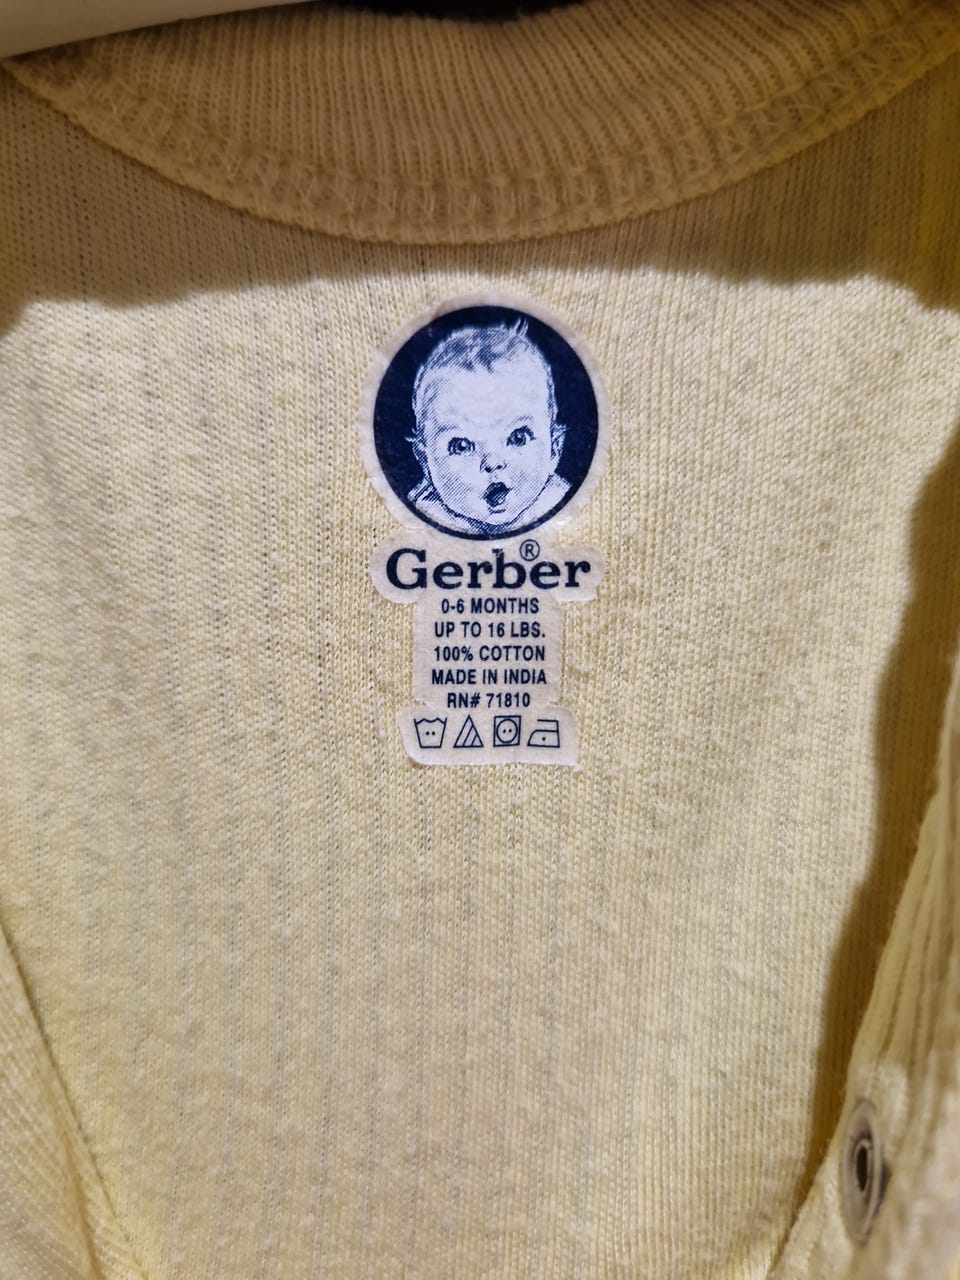 Gerber®
0-6 MONTHS
UP TO 16 LBS.
100% COTTON
MADE IN INDIA
RN# 71810